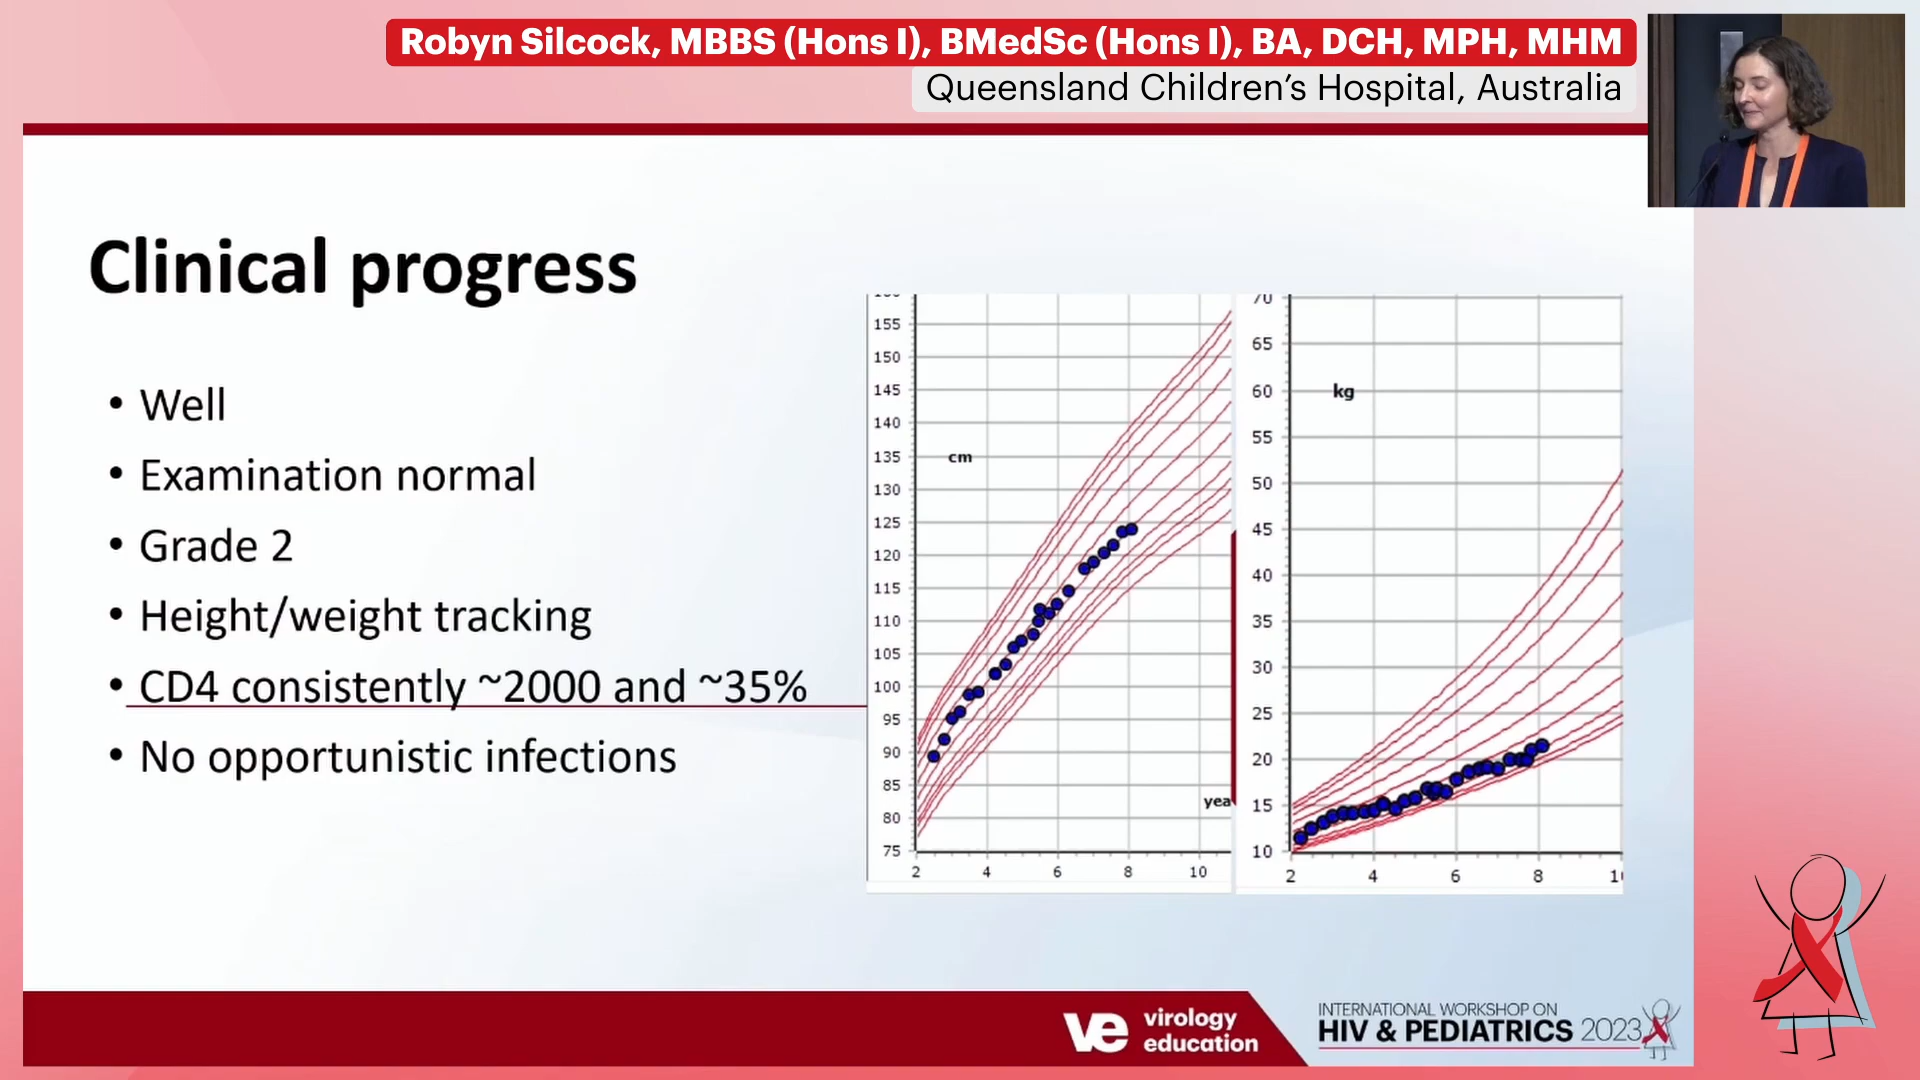 Robyn Silcock, MBBS (Hons I), BMedSc (Hons I), BA, DCH, MPH, MHM
Queensland Children's Hospital, Australia
Clinical progress
• Well
• Examination normal
• Grade 2
• Height/weight tracking
• CD4 consistently ~2000 and ~35%
• No opportunistic infections
155
150
145
140
135
130
125
120
115
110
105
100
95
90
85
80
75
cm
yea
2 4 6 8 10
70
65
60
55
50
45
40
35
30
25
20
15
10
kg
2 4 6 8
ve virology education
INTERNATIONAL WORKSHOP ON
HIV & PEDIATRICS 2023